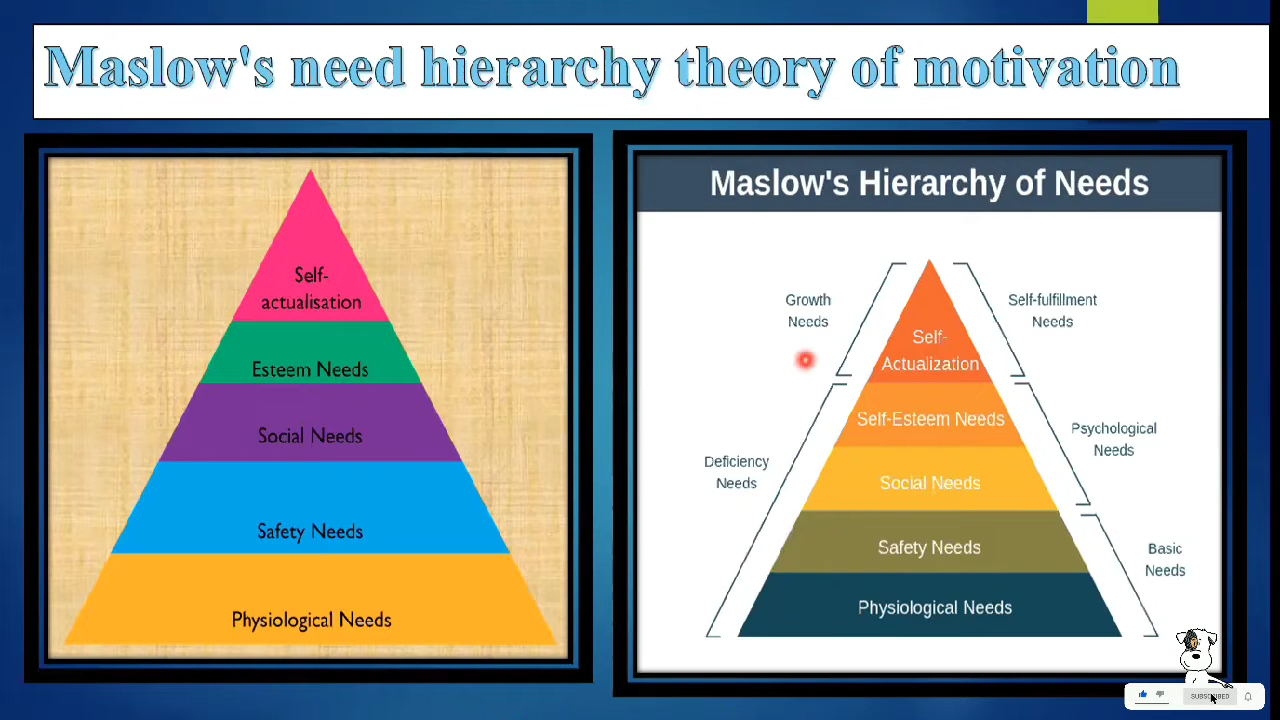 Maslow's need hierarchy theory of motivation
Self-
actualisation
Esteem Needs
Social Needs
Safety Needs
Physiological Needs
Maslow's Hierarchy of Needs
Growth
Needs
Self-fulfillment
Needs
Self-
Actualization
Self-Esteem Needs
Psychological
Needs
Deficiency
Needs
Social Needs
Safety Needs
Basic
Needs
Physiological Needs
SUBSCRIBED